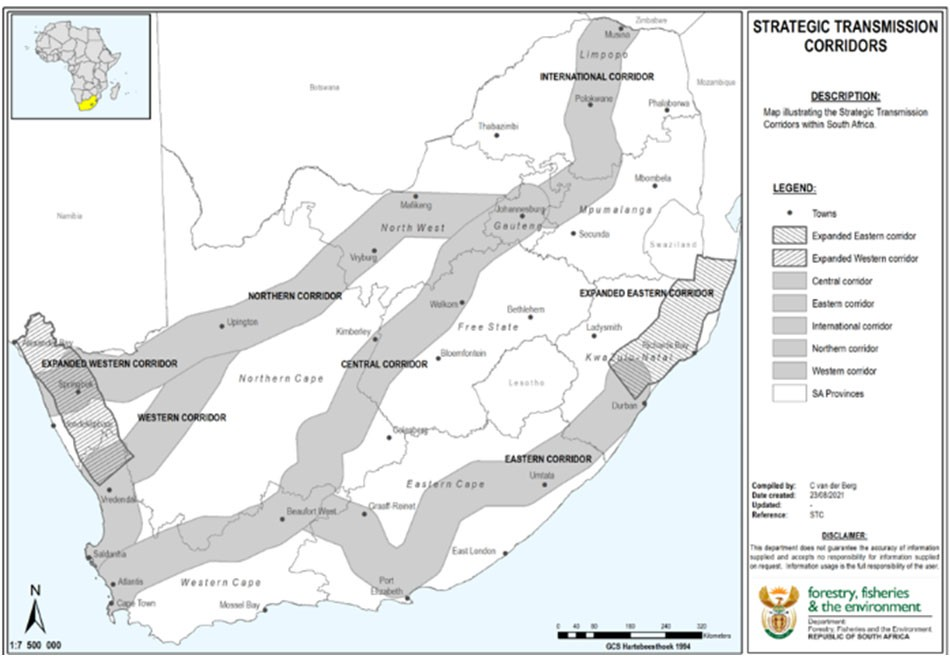 Zimbabwe
Musina
Limpopo
INTERNATIONAL CORRIDOR
Botswana
Mozambique
Polokwane
Phalaborwa
Thabazimbi
Mbombela
Mafikeng
Johannesburg
Mpumalanga
Namibia
North West
Gauteng
Secunda
Swaziland
Vryburg
NORTHERN CORRIDOR
EXPANDED EASTERN CORRIDOR
Welkom
Bethlehem
Upington
Kimberley
Free State
Ladysmith
Alexander Bay
Richards Bay
EXPANDED WESTERN CORRIDOR
CENTRAL CORRIDOR
Bloemfontein
KwaZulu-Natal
Northern Cape
Lesotho
Springbok
Durban
WESTERN CORRIDOR
Colesberg
EASTERN CORRIDOR
Eastern Cape
Umtata
Vredendal
Beaufort West
Graaff-Reinet
Saldanha
East London
Atlantis
Western Cape
Port
Elizabeth
Cape Town
Mossel Bay
N
1:7 500 000
0 40 80 160 240 320
Kilometers
GCS Hartebeesthoek 1994
STRATEGIC TRANSMISSION
CORRIDORS
DESCRIPTION:
Map illustrating the Strategic Transmission
Corridors within South Africa.
LEGEND:
Towns
Expanded Eastern corridor
Expanded Western corridor
Central corridor
Eastern corridor
International corridor
Northern corridor
Western corridor
SA Provinces
Compiled by: C van der Berg
Date created: 23/08/2021
Updated: -
Reference: STC
DISCLAIMER:
This department does not guarantee the accuracy of information
supplied and accepts no responsibility for information supplied
on request. Information usage is the full responsibility of the user.
forestry, fisheries
& the environment
Department:
Forestry, Fisheries and the Environment
REPUBLIC OF SOUTH AFRICA